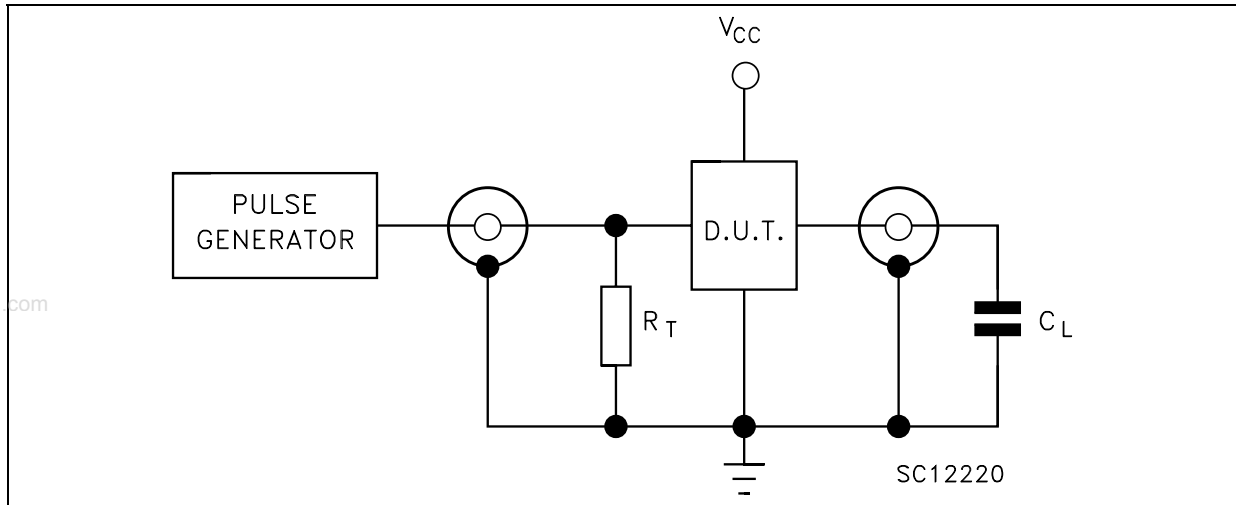 VCC
PULSE
GENERATOR
D.U.T.
.com
RT
CL
SC12220